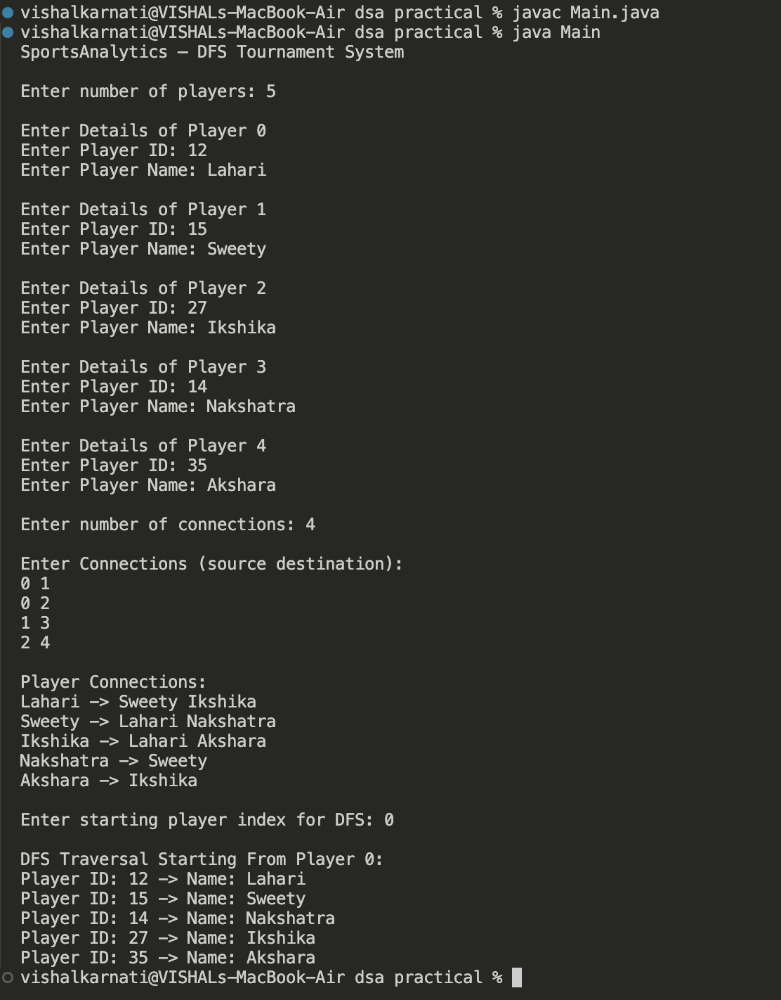 vishalkarnati@VISHALs-MacBook-Air dsa practical % javac Main.java
vishalkarnati@VISHALs-MacBook-Air dsa practical % java Main
SportsAnalytics – DFS Tournament System
Enter number of players: 5
Enter Details of Player 0
Enter Player ID: 12
Enter Player Name: Lahari
Enter Details of Player 1
Enter Player ID: 15
Enter Player Name: Sweety
Enter Details of Player 2
Enter Player ID: 27
Enter Player Name: Ikshika
Enter Details of Player 3
Enter Player ID: 14
Enter Player Name: Nakshatra
Enter Details of Player 4
Enter Player ID: 35
Enter Player Name: Akshara
Enter number of connections: 4
Enter Connections (source destination):
0 1
0 2
1 3
2 4
Player Connections:
Lahari -> Sweety Ikshika
Sweety -> Lahari Nakshatra
Ikshika -> Lahari Akshara
Nakshatra -> Sweety
Akshara -> Ikshika
Enter starting player index for DFS: 0
DFS Traversal Starting From Player 0:
Player ID: 12 -> Name: Lahari
Player ID: 15 -> Name: Sweety
Player ID: 14 -> Name: Nakshatra
Player ID: 27 -> Name: Ikshika
Player ID: 35 -> Name: Akshara
vishalkarnati@VISHALs-MacBook-Air dsa practical %